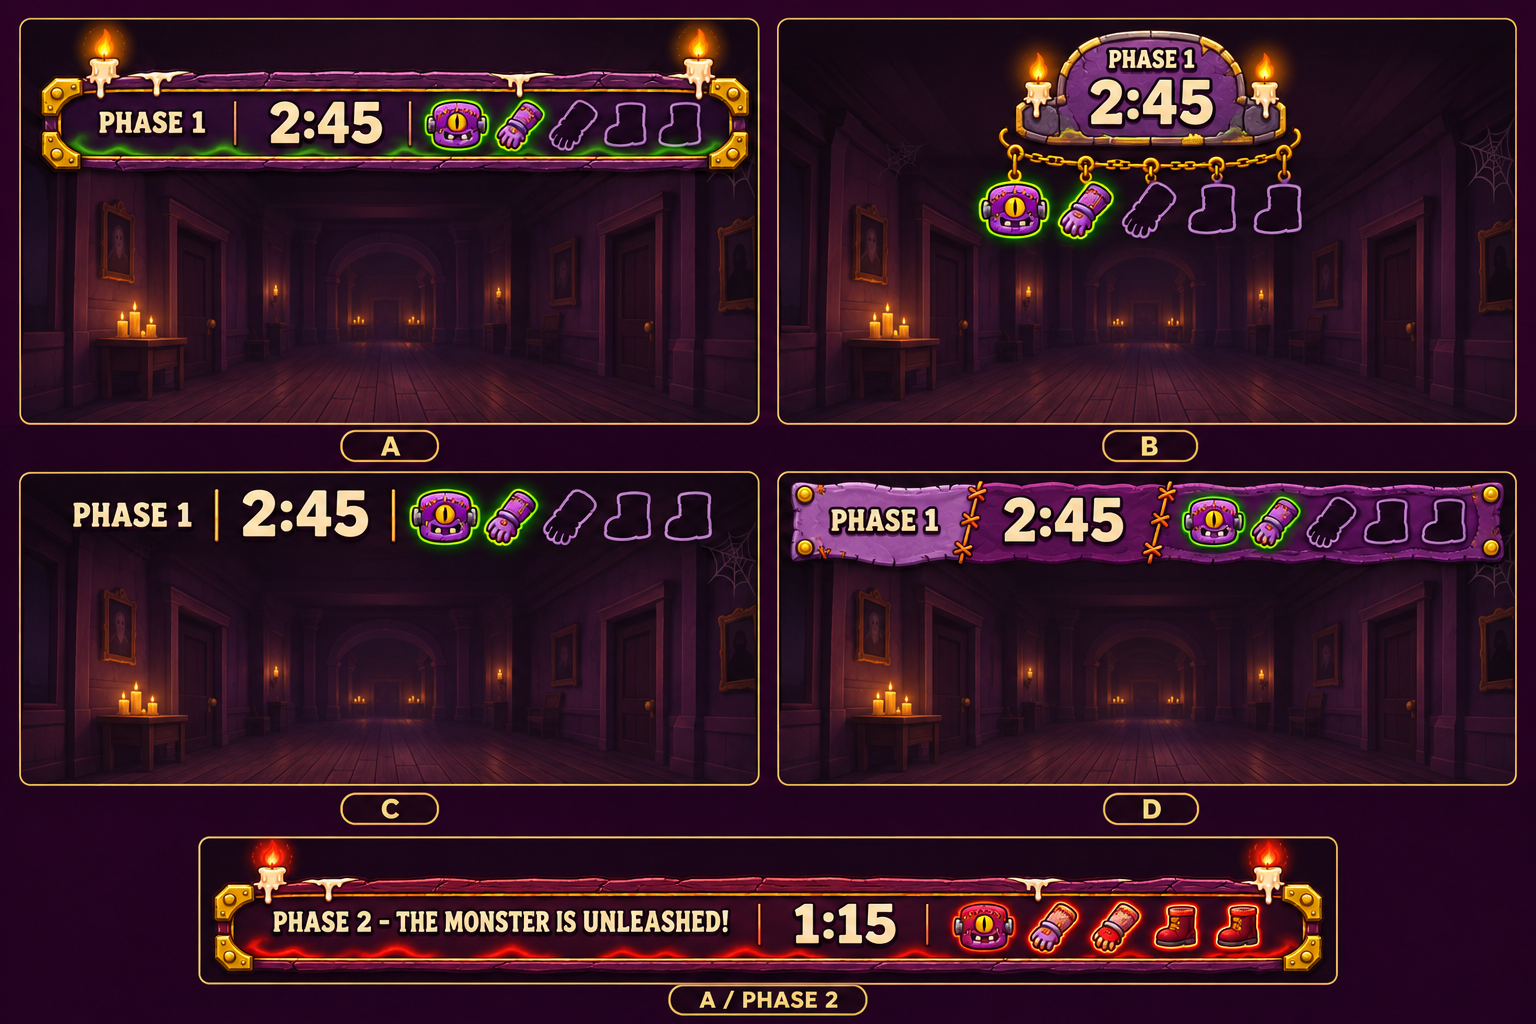 PHASE 1 2:45
A
PHASE 1
2:45
B
PHASE 1 2:45
C
PHASE 1 2:45
D
PHASE 2 - THE MONSTER IS UNLEASHED! 1:15
A / PHASE 2